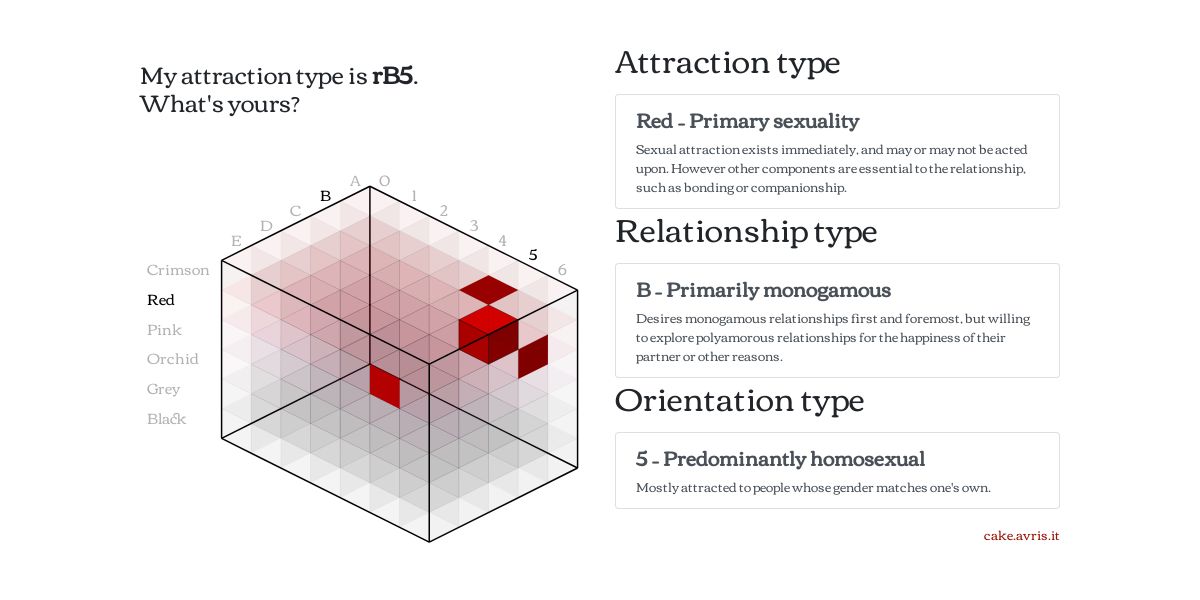 My attraction type is rB5.
What's yours?
A
O
B
1
C
2
D
3
E
4
5
6
Crimson
Red
Pink
Orchid
Grey
Black
Attraction type
Red - Primary sexuality
Sexual attraction exists immediately, and may or may not be acted
upon. However other components are essential to the relationship,
such as bonding or companionship.
Relationship type
B - Primarily monogamous
Desires monogamous relationships first and foremost, but willing
to explore polyamorous relationships for the happiness of their
partner or other reasons.
Orientation type
5 - Predominantly homosexual
Mostly attracted to people whose gender matches one's own.
cake.avris.it